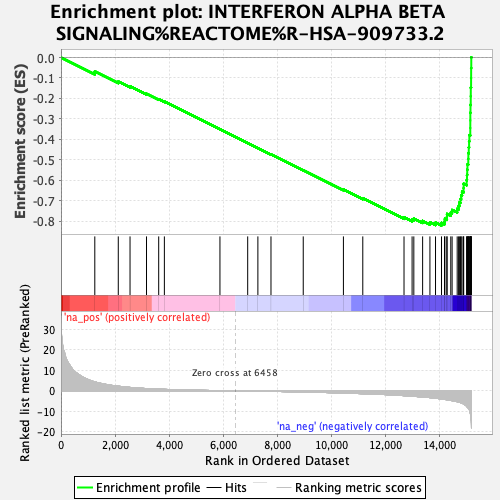 Enrichment plot: INTERFERON ALPHA BETA
SIGNALING%REACTOME%R-HSA-909733.2
Enrichment score (ES)
0.0
-0.1
-0.2
-0.3
-0.4
-0.5
-0.6
-0.7
-0.8
Ranked list metric (PreRanked)
30
20
10
0
-10
-20
'na_pos' (positively correlated)
Zero cross at 6458
'na_neg' (negatively correlated)
0
2,000
4,000
6,000
8,000
10,000
12,000
14,000
Rank in Ordered Dataset
Enrichment profile
Hits
Ranking metric scores